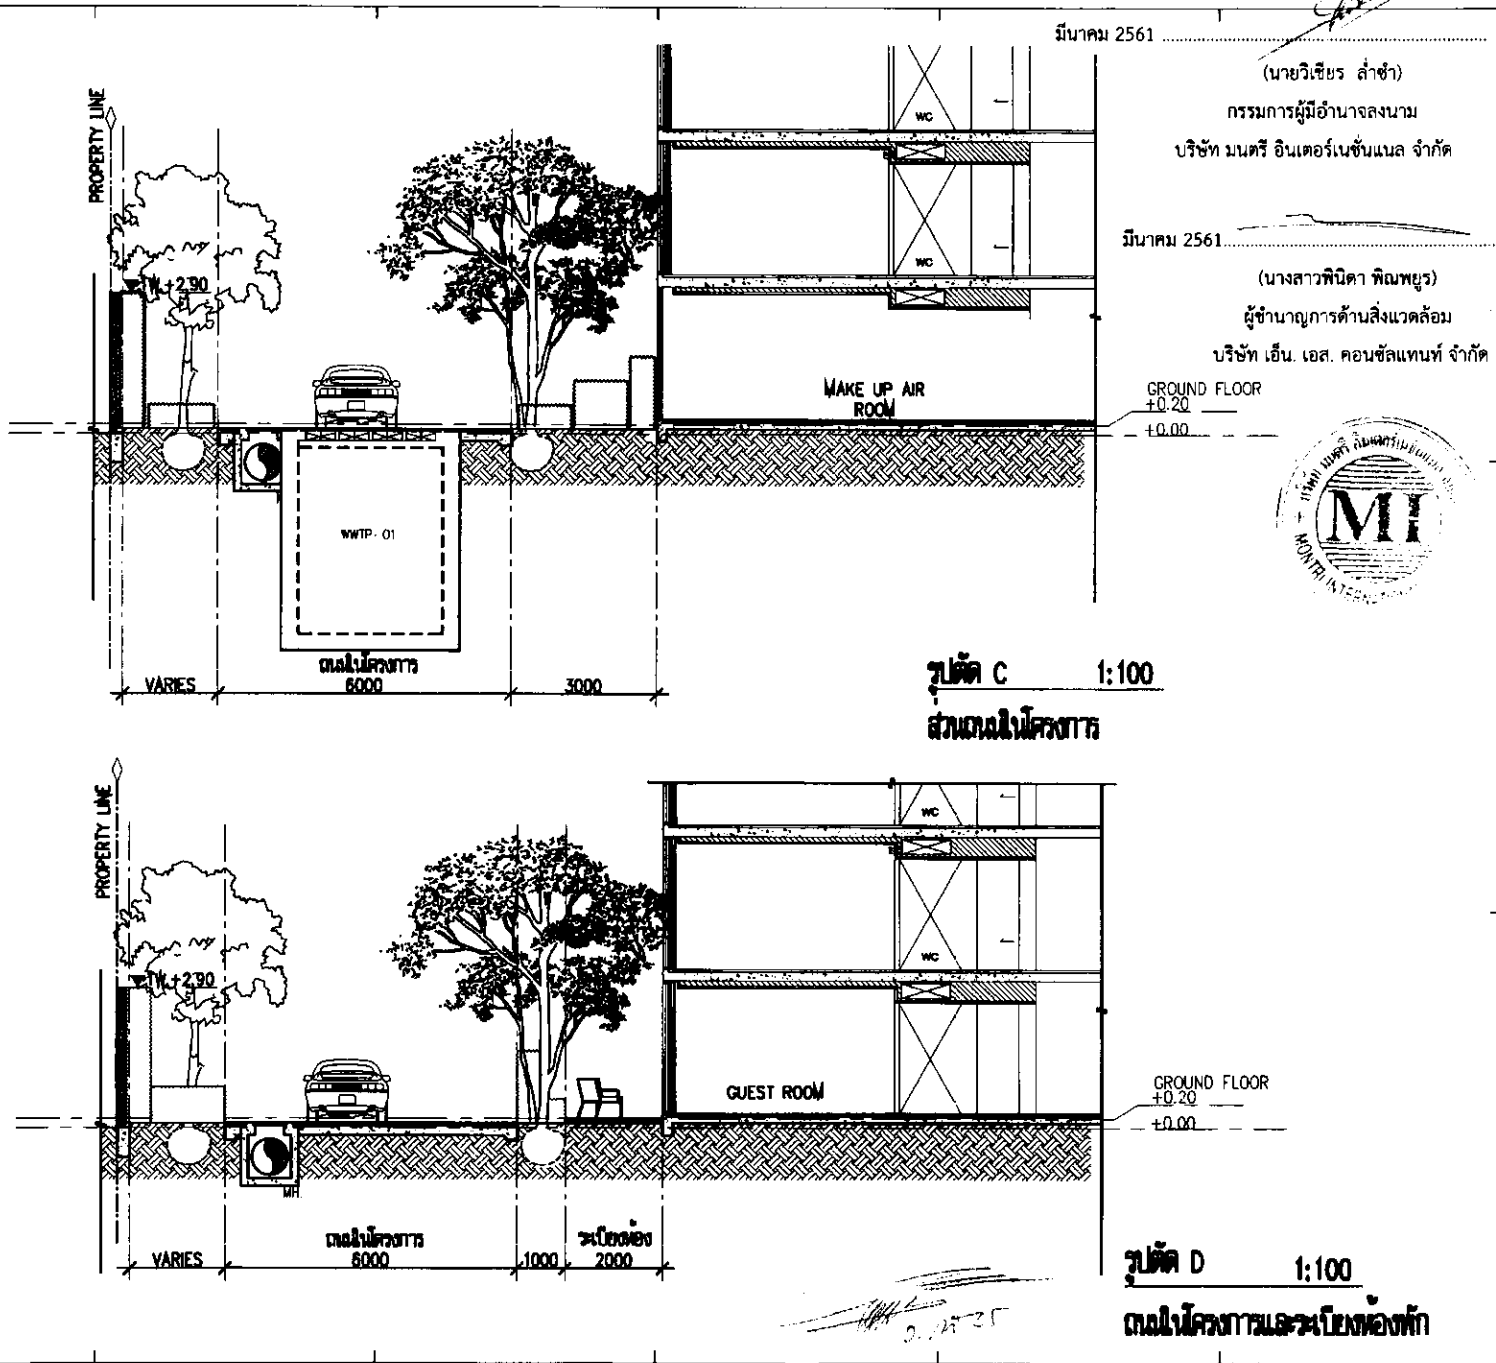 มีนาคม 2561
(นายวิเชียร ล่ำซำ)
กรรมการผู้มีอำนาจลงนาม
บริษัท มนตรี อินเตอร์เนชั่นแนล จำกัด
มีนาคม 2561
(นางสาวพินิดา พิณพยูร)
ผู้ชำนาญการด้านสิ่งแวดล้อม
บริษัท เอ็น. เอส. คอนซัลแทนท์ จำกัด
PROPERTY LINE
WC
WC
TW.+2.90
MAKE UP AIR
ROOM
GROUND FLOOR
+0.20
+0.00
MI
WWTP-01
ถนนในโครงการ
VARIES
6000
3000
รูปตัด C 1:100
ส่วนถนนในโครงการ
PROPERTY LINE
WC
WC
TW.+2.90
GUEST ROOM
GROUND FLOOR
+0.20
+0.00
MH.
ถนนในโครงการ
ระเบียงห้อง
VARIES
6000
1000
2000
รูปตัด D 1:100
ถนนในโครงการและระเบียงห้องพัก